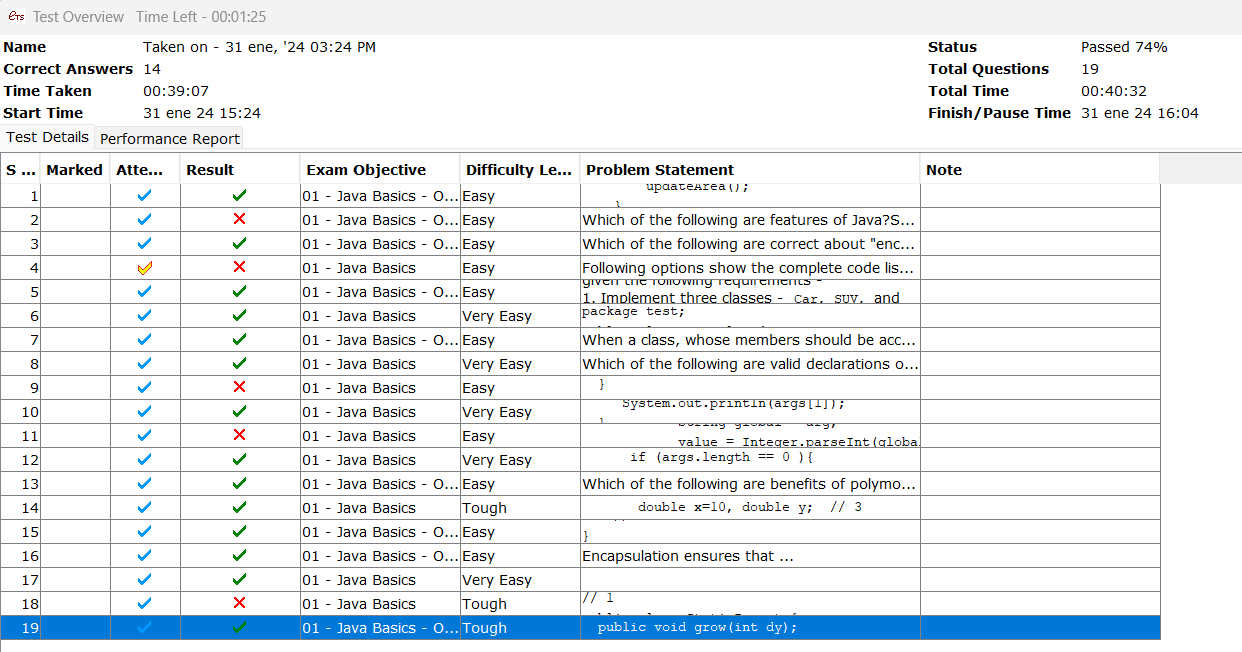 ETS Test Overview Time Left - 00:01:25
Name Taken on - 31 ene, '24 03:24 PM Status Passed 74%
Correct Answers 14 Total Questions 19
Time Taken 00:39:07 Total Time 00:40:32
Start Time 31 ene 24 15:24 Finish/Pause Time 31 ene 24 16:04
Test Details Performance Report
S ... Marked Atte... Result Exam Objective Difficulty Le... Problem Statement Note
1 01 - Java Basics - O... Easy updateArea();
}
2 01 - Java Basics - O... Easy Which of the following are features of Java?S...
3 01 - Java Basics - O... Easy Which of the following are correct about "enc...
4 01 - Java Basics Easy Following options show the complete code lis...
5 01 - Java Basics - O... Easy given the following requirements -
1. Implement three classes - Car, SUV, and
6 01 - Java Basics Very Easy package test;
7 01 - Java Basics - O... Easy When a class, whose members should be acc...
8 01 - Java Basics Very Easy Which of the following are valid declarations o...
9 01 - Java Basics Easy }
10 01 - Java Basics Very Easy System.out.println(args[1]);
}
11 01 - Java Basics Easy String global = arg;
value = Integer.parseInt(globa
12 01 - Java Basics Very Easy if (args.length == 0 ){
13 01 - Java Basics - O... Easy Which of the following are benefits of polymo...
14 01 - Java Basics Tough double x=10, double y; // 3
15 01 - Java Basics - O... Easy
}
16 01 - Java Basics - O... Easy Encapsulation ensures that ...
17 01 - Java Basics Very Easy
18 01 - Java Basics Tough // 1
19 01 - Java Basics - O... Tough public void grow(int dy);